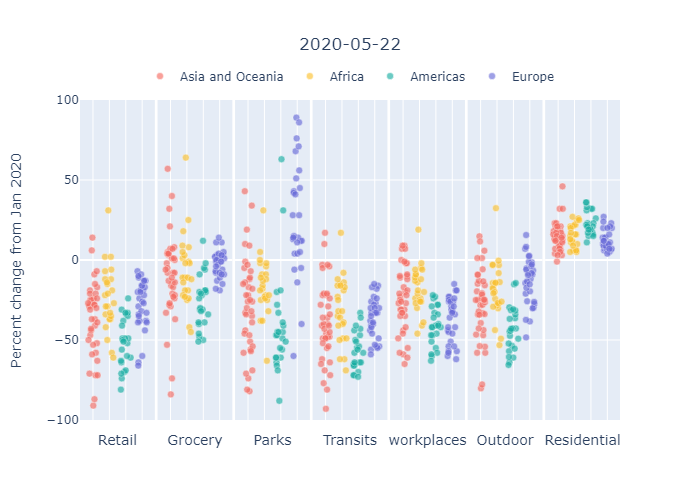 2020-05-22
Asia and Oceania Africa Americas Europe
Percent change from Jan 2020
100
50
0
−50
−100
Retail Grocery Parks Transits workplaces Outdoor Residential